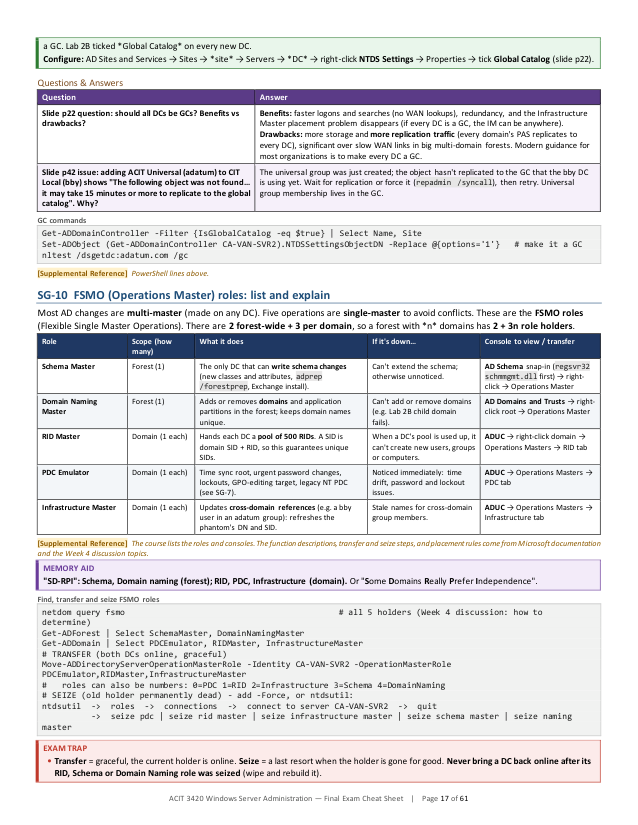 a GC. Lab 2B ticked *Global Catalog* on every new DC.
Configure: AD Sites and Services → Sites → *site* → Servers → *DC* → right-click NTDS Settings → Properties → tick Global Catalog (slide p22).
Questions & Answers
Question Answer
Slide p22 question: should all DCs be GCs? Benefits vs
drawbacks?
Benefits: faster logons and searches (no WAN lookups), redundancy, and the Infrastructure
Master placement problem disappears (if every DC is a GC, the IM can be anywhere).
Drawbacks: more storage and more replication traffic (every domain's PAS replicates to
every DC), significant over slow WAN links in big multi-domain forests. Modern guidance for
most organizations is to make every DC a GC.
Slide p42 issue: adding ACIT Universal (adatum) to CIT
Local (bby) shows "The following object was not found...
it may take 15 minutes or more to replicate to the global
catalog". Why?
The universal group was just created; the object hasn't replicated to the GC that the bby DC
is using yet. Wait for replication or force it (repadmin /syncall), then retry. Universal
group membership lives in the GC.
GC commands
Get-ADDomainController -Filter {IsGlobalCatalog -eq $true} | Select Name, Site
Set-ADObject (Get-ADDomainController CA-VAN-SVR2).NTDSSettingsObjectDN -Replace @{options='1'} # make it a GC
nltest /dsgetdc:adatum.com /gc
[Supplemental Reference] PowerShell lines above.
SG-10 FSMO (Operations Master) roles: list and explain
Most AD changes are multi-master (made on any DC). Five operations are single-master to avoid conflicts. These are the FSMO roles
(Flexible Single Master Operations). There are 2 forest-wide + 3 per domain, so a forest with *n* domains has 2 + 3n role holders.
Role Scope (how many) What it does If it's down... Console to view / transfer
Schema Master
Forest (1)
The only DC that can write schema changes
(new classes and attributes, adprep
/forestprep, Exchange install).
Can't extend the schema;
otherwise unnoticed.
AD Schema snap-in (regsvr32
schmmgmt.dll first) → right-
click → Operations Master
Domain Naming
Master
Forest (1)
Adds or removes domains and application
partitions in the forest; keeps domain names
unique.
Can't add or remove domains
(e.g. Lab 2B child domain
fails).
AD Domains and Trusts → right-
click root → Operations Master
RID Master
Domain (1 each)
Hands each DC a pool of 500 RIDs. A SID is
domain SID + RID, so this guarantees unique
SIDs.
When a DC's pool is used up, it
can't create new users, groups
or computers.
ADUC → right-click domain →
Operations Masters → RID tab
PDC Emulator
Domain (1 each)
Time sync root, urgent password changes,
lockouts, GPO-editing target, legacy NT PDC
(see SG-7).
Noticed immediately: time
drift, password and lockout
issues.
ADUC → Operations Masters →
PDC tab
Infrastructure Master
Domain (1 each)
Updates cross-domain references (e.g. a bby
user in an adatum group): refreshes the
phantom's DN and SID.
Stale names for cross-domain
group members.
ADUC → Operations Masters →
Infrastructure tab
[Supplemental Reference] The course lists the roles and consoles. The function descriptions, transfer and seize steps, and placement rules come from Microsoft documentation
and the Week 4 discussion topics.
MEMORY AID
"SD-RPI": Schema, Domain naming (forest); RID, PDC, Infrastructure (domain). Or "Some Domains Really Prefer Independence".
Find, transfer and seize FSMO roles
netdom query fsmo # all 5 holders (Week 4 discussion: how to
determine)
Get-ADForest | Select SchemaMaster, DomainNamingMaster
Get-ADDomain | Select PDCEmulator, RIDMaster, InfrastructureMaster
# TRANSFER (both DCs online, graceful)
Move-ADDirectoryServerOperationMasterRole -Identity CA-VAN-SVR2 -OperationMasterRole
PDCEmulator,RIDMaster,InfrastructureMaster
# roles can also be numbers: 0=PDC 1=RID 2=Infrastructure 3=Schema 4=DomainNaming
# SEIZE (old holder permanently dead) - add -Force, or ntdsutil:
ntdsutil -> roles -> connections -> connect to server CA-VAN-SVR2 -> quit
-> seize pdc | seize rid master | seize infrastructure master | seize schema master | seize naming
master
EXAM TRAP
• Transfer = graceful, the current holder is online. Seize = a last resort when the holder is gone for good. Never bring a DC back online after its
RID, Schema or Domain Naming role was seized (wipe and rebuild it).
ACIT 3420 Windows Server Administration — Final Exam Cheat Sheet | Page 17 of 61